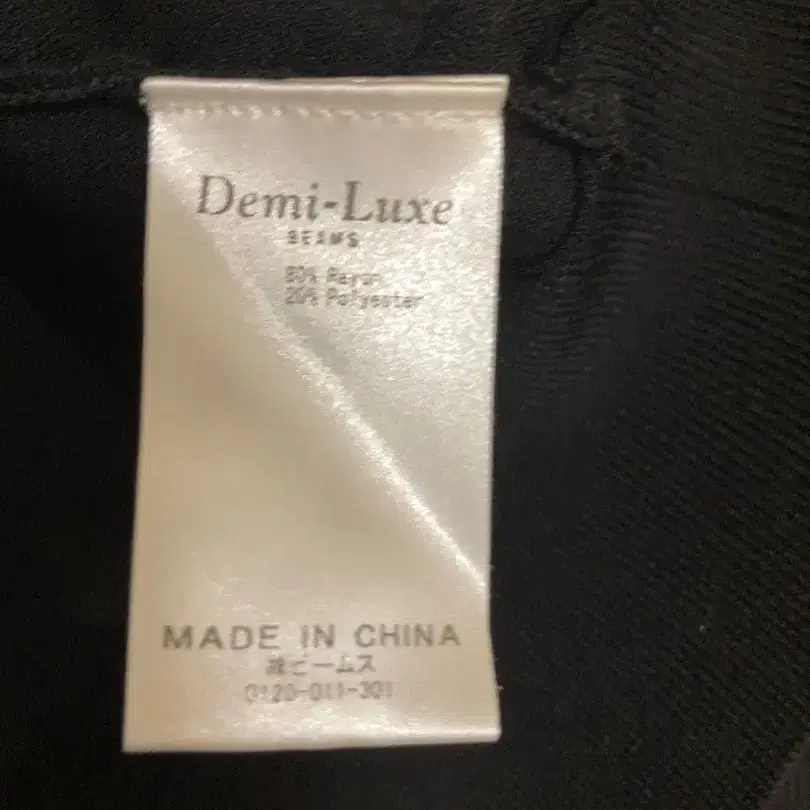 Demi-Luxe
BEAMS
80% Rayon
20% Polyester
MADE IN CHINA
㈱ビームス
0120-011-301